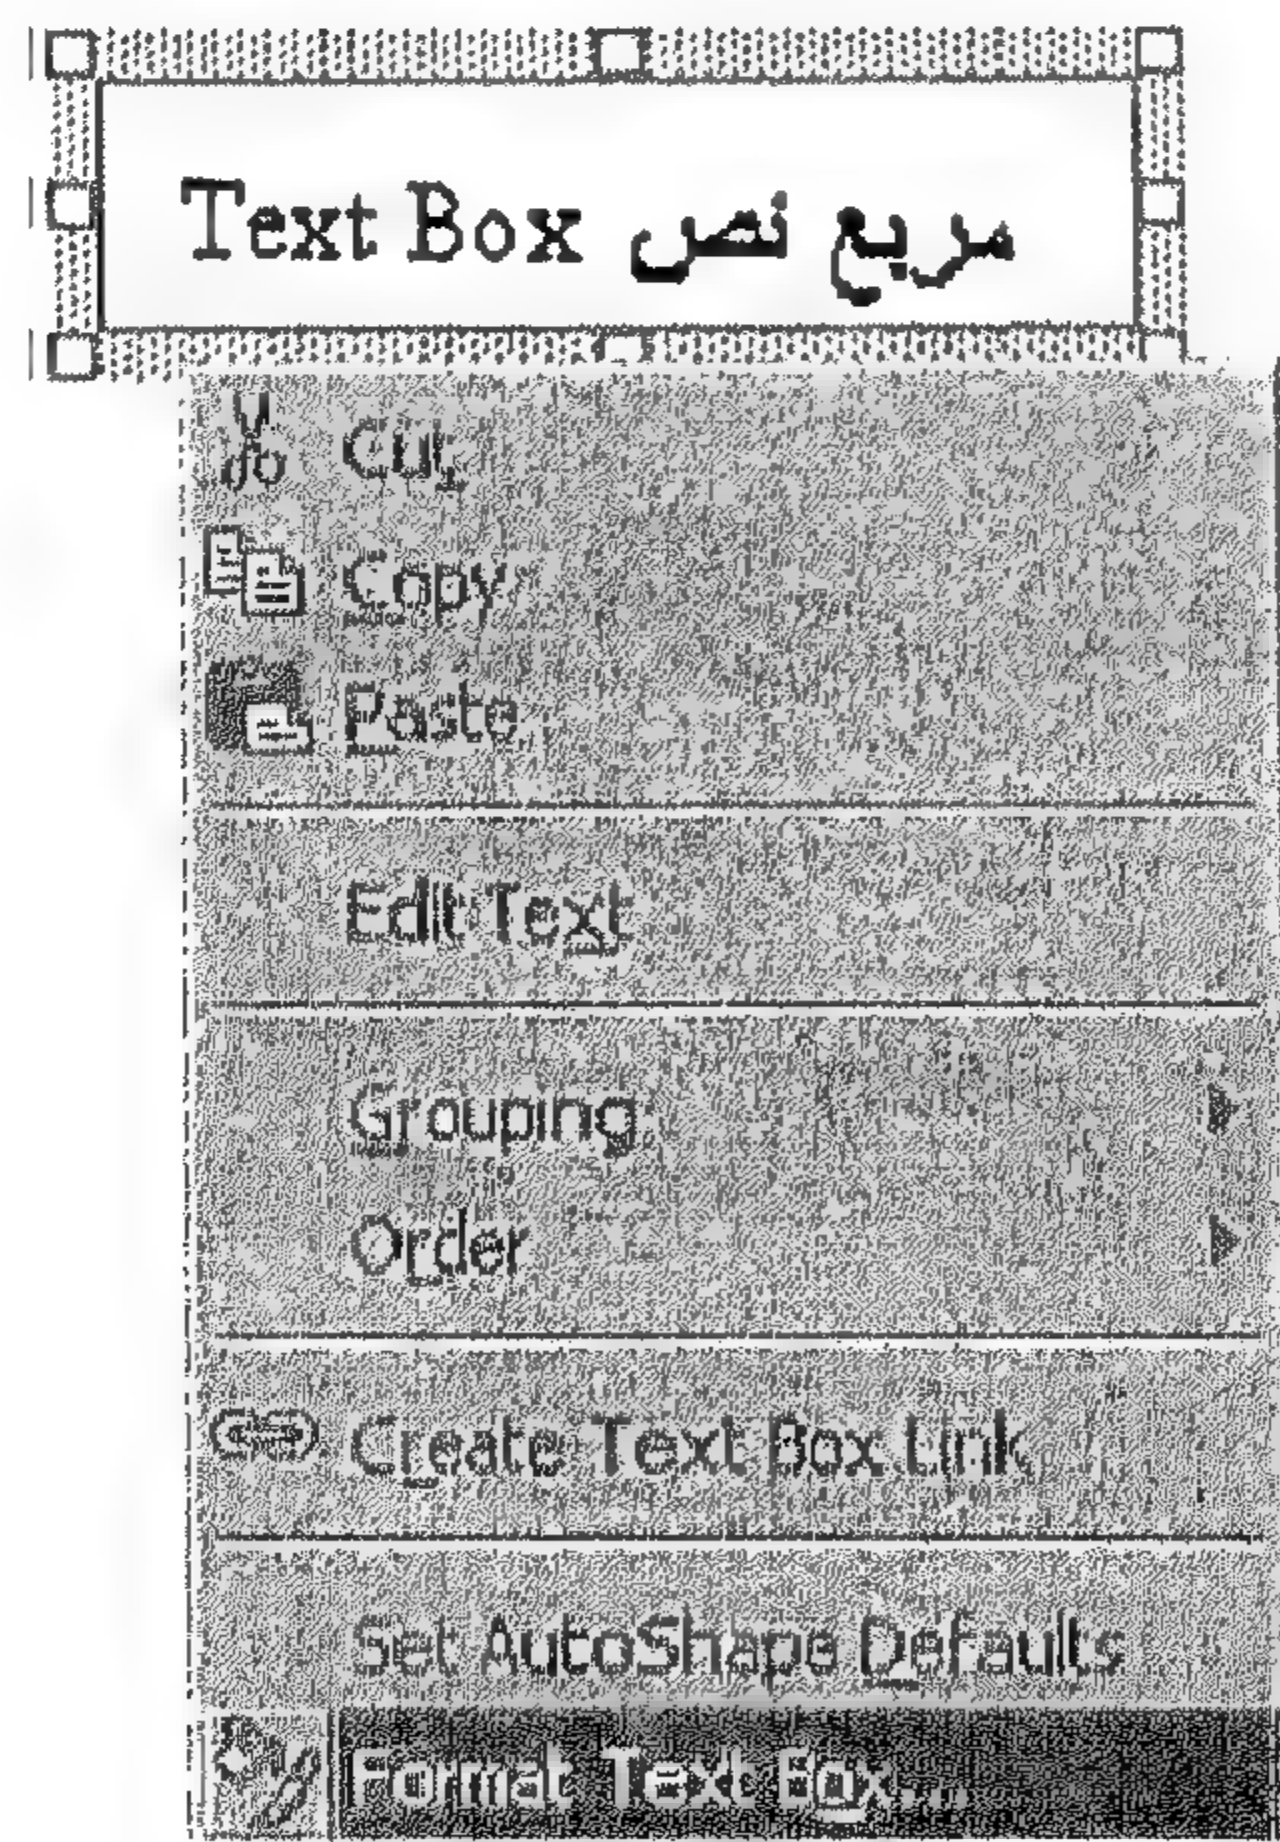 Text Box مربع نص
Cut
Copy
Paste
Edit Text
Grouping
Order
Create Text Box Link
Set AutoShape Defaults
Format Text Box...